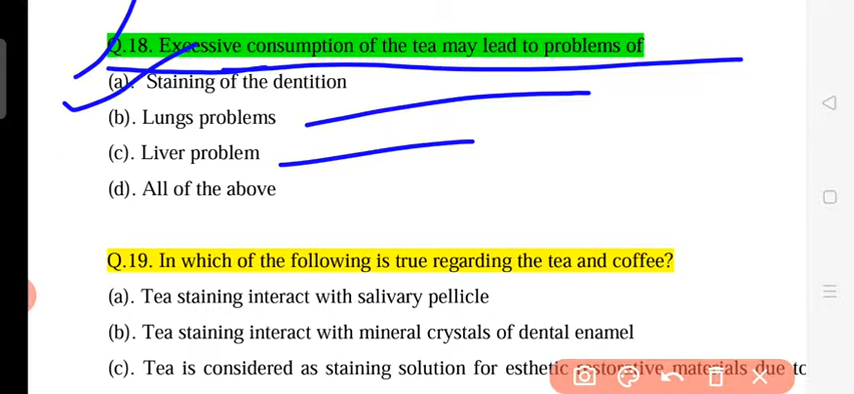 Q.18. Excessive consumption of the tea may lead to problems of
(a). Staining of the dentition
(b). Lungs problems
(c). Liver problem
(d). All of the above
Q.19. In which of the following is true regarding the tea and coffee?
(a). Tea staining interact with salivary pellicle
(b). Tea staining interact with mineral crystals of dental enamel
(c). Tea is considered as staining solution for esthetic restorative materials due to